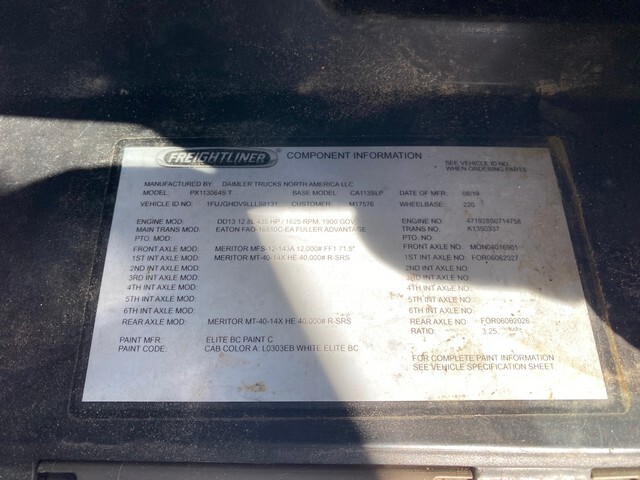 FREIGHTLINER COMPONENT INFORMATION SEE VEHICLE ID NO.
WHEN ORDERING PARTS
MANUFACTURED BY: DAIMLER TRUCKS NORTH AMERICA LLC
MODEL: PX113064S T BASE MODEL: CA113SLP DATE OF MFG: 08/19
VEHICLE ID NO: CUSTOMER: M17576 WHEELBASE: 220
ENGINE MOD: DD13 12.8L 435 HP / 1625 RPM, 1900 GOV 471928S0714758
MAIN TRANS MOD: EATON FAO-16810C-EA FULLER ADVANTAGE TRANS NO: K1350337
PTO. MOD: PTO NO:
FRONT AXLE MOD: MERITOR MFS-12-143A 12,000# FF1 71.5" FRONT AXLE NO: MON04016901
1ST INT AXLE MOD: MERITOR MT-40-14X HE 40,000# R-SRS 1ST INT AXLE NO: FOR06062027
2ND INT AXLE MOD: 2ND INT AXLE NO:
3RD INT AXLE MOD:
4TH INT AXLE MOD: 4TH INT AXLE NO:
5TH INT AXLE MOD: 5TH INT AXLE NO:
6TH INT AXLE MOD: 6TH INT AXLE NO:
REAR AXLE MOD: MERITOR MT-40-14X HE 40,000# R-SRS REAR AXLE NO: FOR06062026
RATIO: 3.25
PAINT MFR: ELITE BC PAINT C
PAINT CODE: CAB COLOR A: L0303EB WHITE ELITE BC
FOR COMPLETE PAINT INFORMATION
SEE VEHICLE SPECIFICATION SHEET.